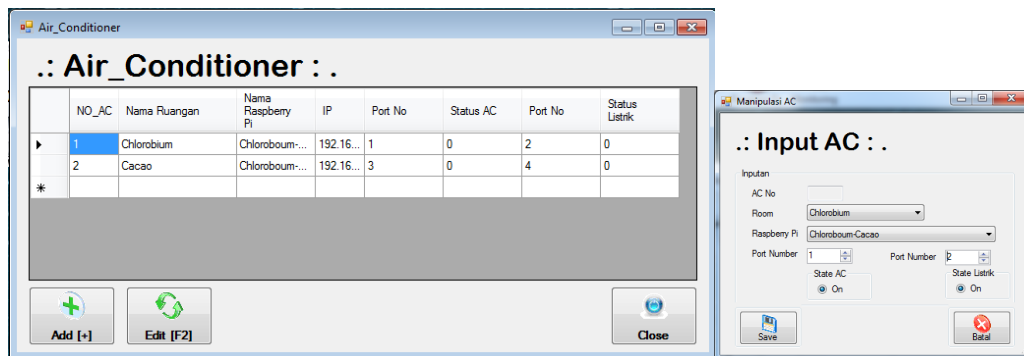 Air_Conditioner
.: Air_Conditioner : .
NO_AC Nama Ruangan Nama Raspberry Pi IP Port No Status AC Port No Status Listrik
1 Chlorobium Chloroboum-... 192.16... 1 0 2 0
2 Cacao Chloroboum-... 192.16... 3 0 4 0
Add [+] Edit [F2] Close
Manipulasi AC
.: Input AC : .
Inputan
AC No
Room Chlorobium
Raspberry Pi Chloroboum-Cacao
Port Number 1 Port Number 2
State AC State Listrik
On On
Save Batal